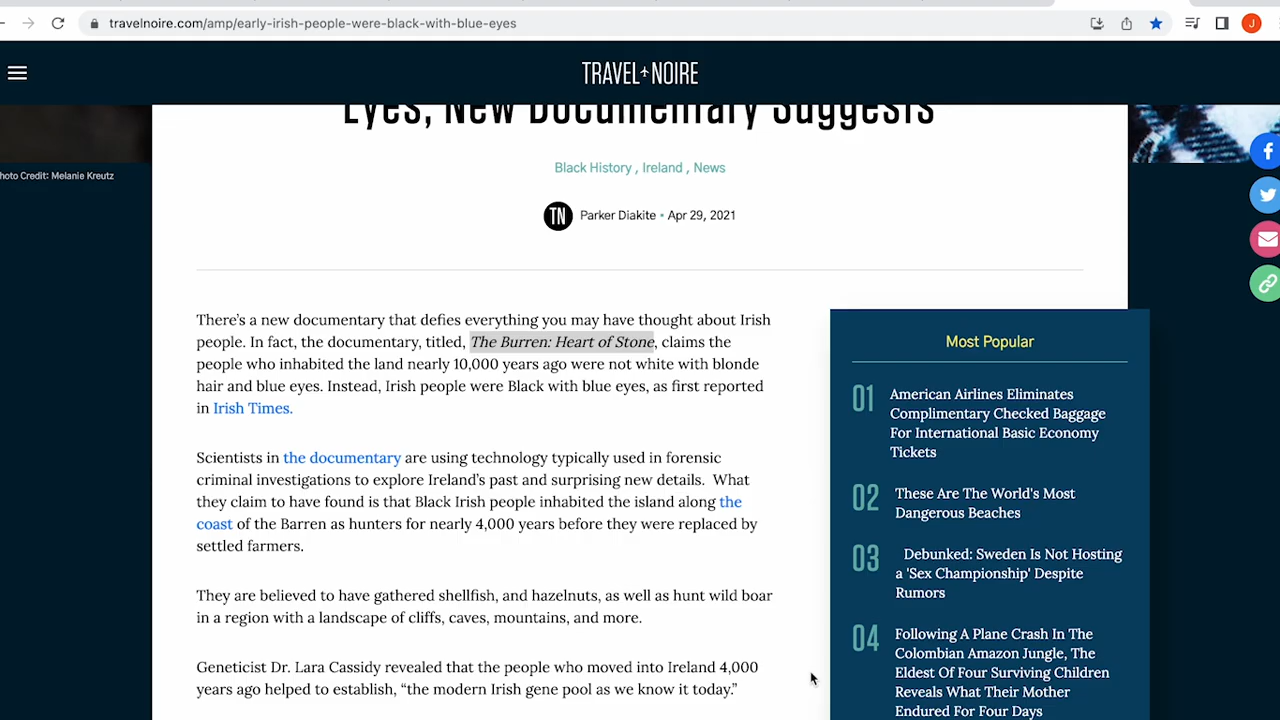 travelnoire.com/amp/early-irish-people-were-black-with-blue-eyes
J
TRAVEL+NOIRE
Eyes, New Documentary Suggests
Black History , Ireland , News
hoto Credit: Melanie Kreutz
TN Parker Diakite • Apr 29, 2021
There's a new documentary that defies everything you may have thought about Irish
people. In fact, the documentary, titled, The Burren: Heart of Stone, claims the
people who inhabited the land nearly 10,000 years ago were not white with blonde
hair and blue eyes. Instead, Irish people were Black with blue eyes, as first reported
in Irish Times.
Scientists in the documentary are using technology typically used in forensic
criminal investigations to explore Ireland's past and surprising new details. What
they claim to have found is that Black Irish people inhabited the island along the
coast of the Barren as hunters for nearly 4,000 years before they were replaced by
settled farmers.
They are believed to have gathered shellfish, and hazelnuts, as well as hunt wild boar
in a region with a landscape of cliffs, caves, mountains, and more.
Geneticist Dr. Lara Cassidy revealed that the people who moved into Ireland 4,000
years ago helped to establish, “the modern Irish gene pool as we know it today.”
Most Popular
01 American Airlines Eliminates
Complimentary Checked Baggage
For International Basic Economy
Tickets
02 These Are The World's Most
Dangerous Beaches
03 Debunked: Sweden Is Not Hosting
a 'Sex Championship' Despite
Rumors
04 Following A Plane Crash In The
Colombian Amazon Jungle, The
Eldest Of Four Surviving Children
Reveals What Their Mother
Endured For Four Days